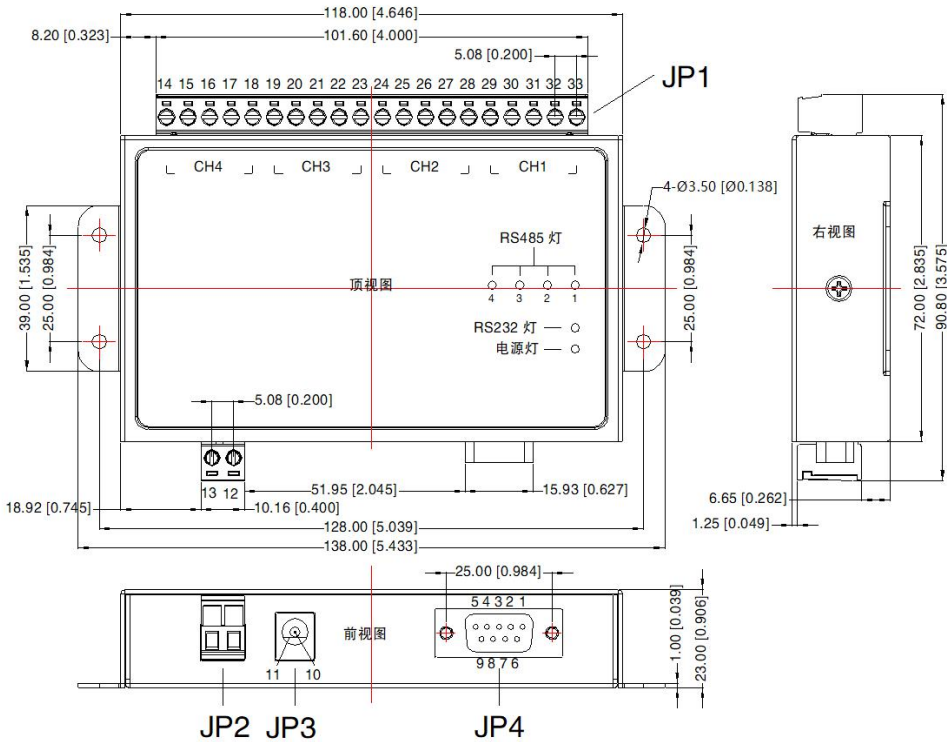 118.00 [4.646]
8.20 [0.323]
101.60 [4.000]
5.08 [0.200]
JP1
14 15 16 17 18 19 20 21 22 23 24 25 26 27 28 29 30 31 32 33
CH4 CH3 CH2 CH1
4-Ø3.50 [Ø0.138]
RS485 灯
右视图
39.00 [1.535]
25.00 [0.984]
顶视图
25.00 [0.984]
72.00 [2.835]
90.80 [3.575]
4 3 2 1
RS232 灯
电源灯
5.08 [0.200]
13 12
51.95 [2.045]
15.93 [0.627]
18.92 [0.745]
10.16 [0.400]
6.65 [0.262]
128.00 [5.039]
1.25 [0.049]
138.00 [5.433]
25.00 [0.984]
5 4 3 2 1
前视图
1.00 [0.039]
23.00 [0.906]
9 8 7 6
11 10
JP2 JP3 JP4